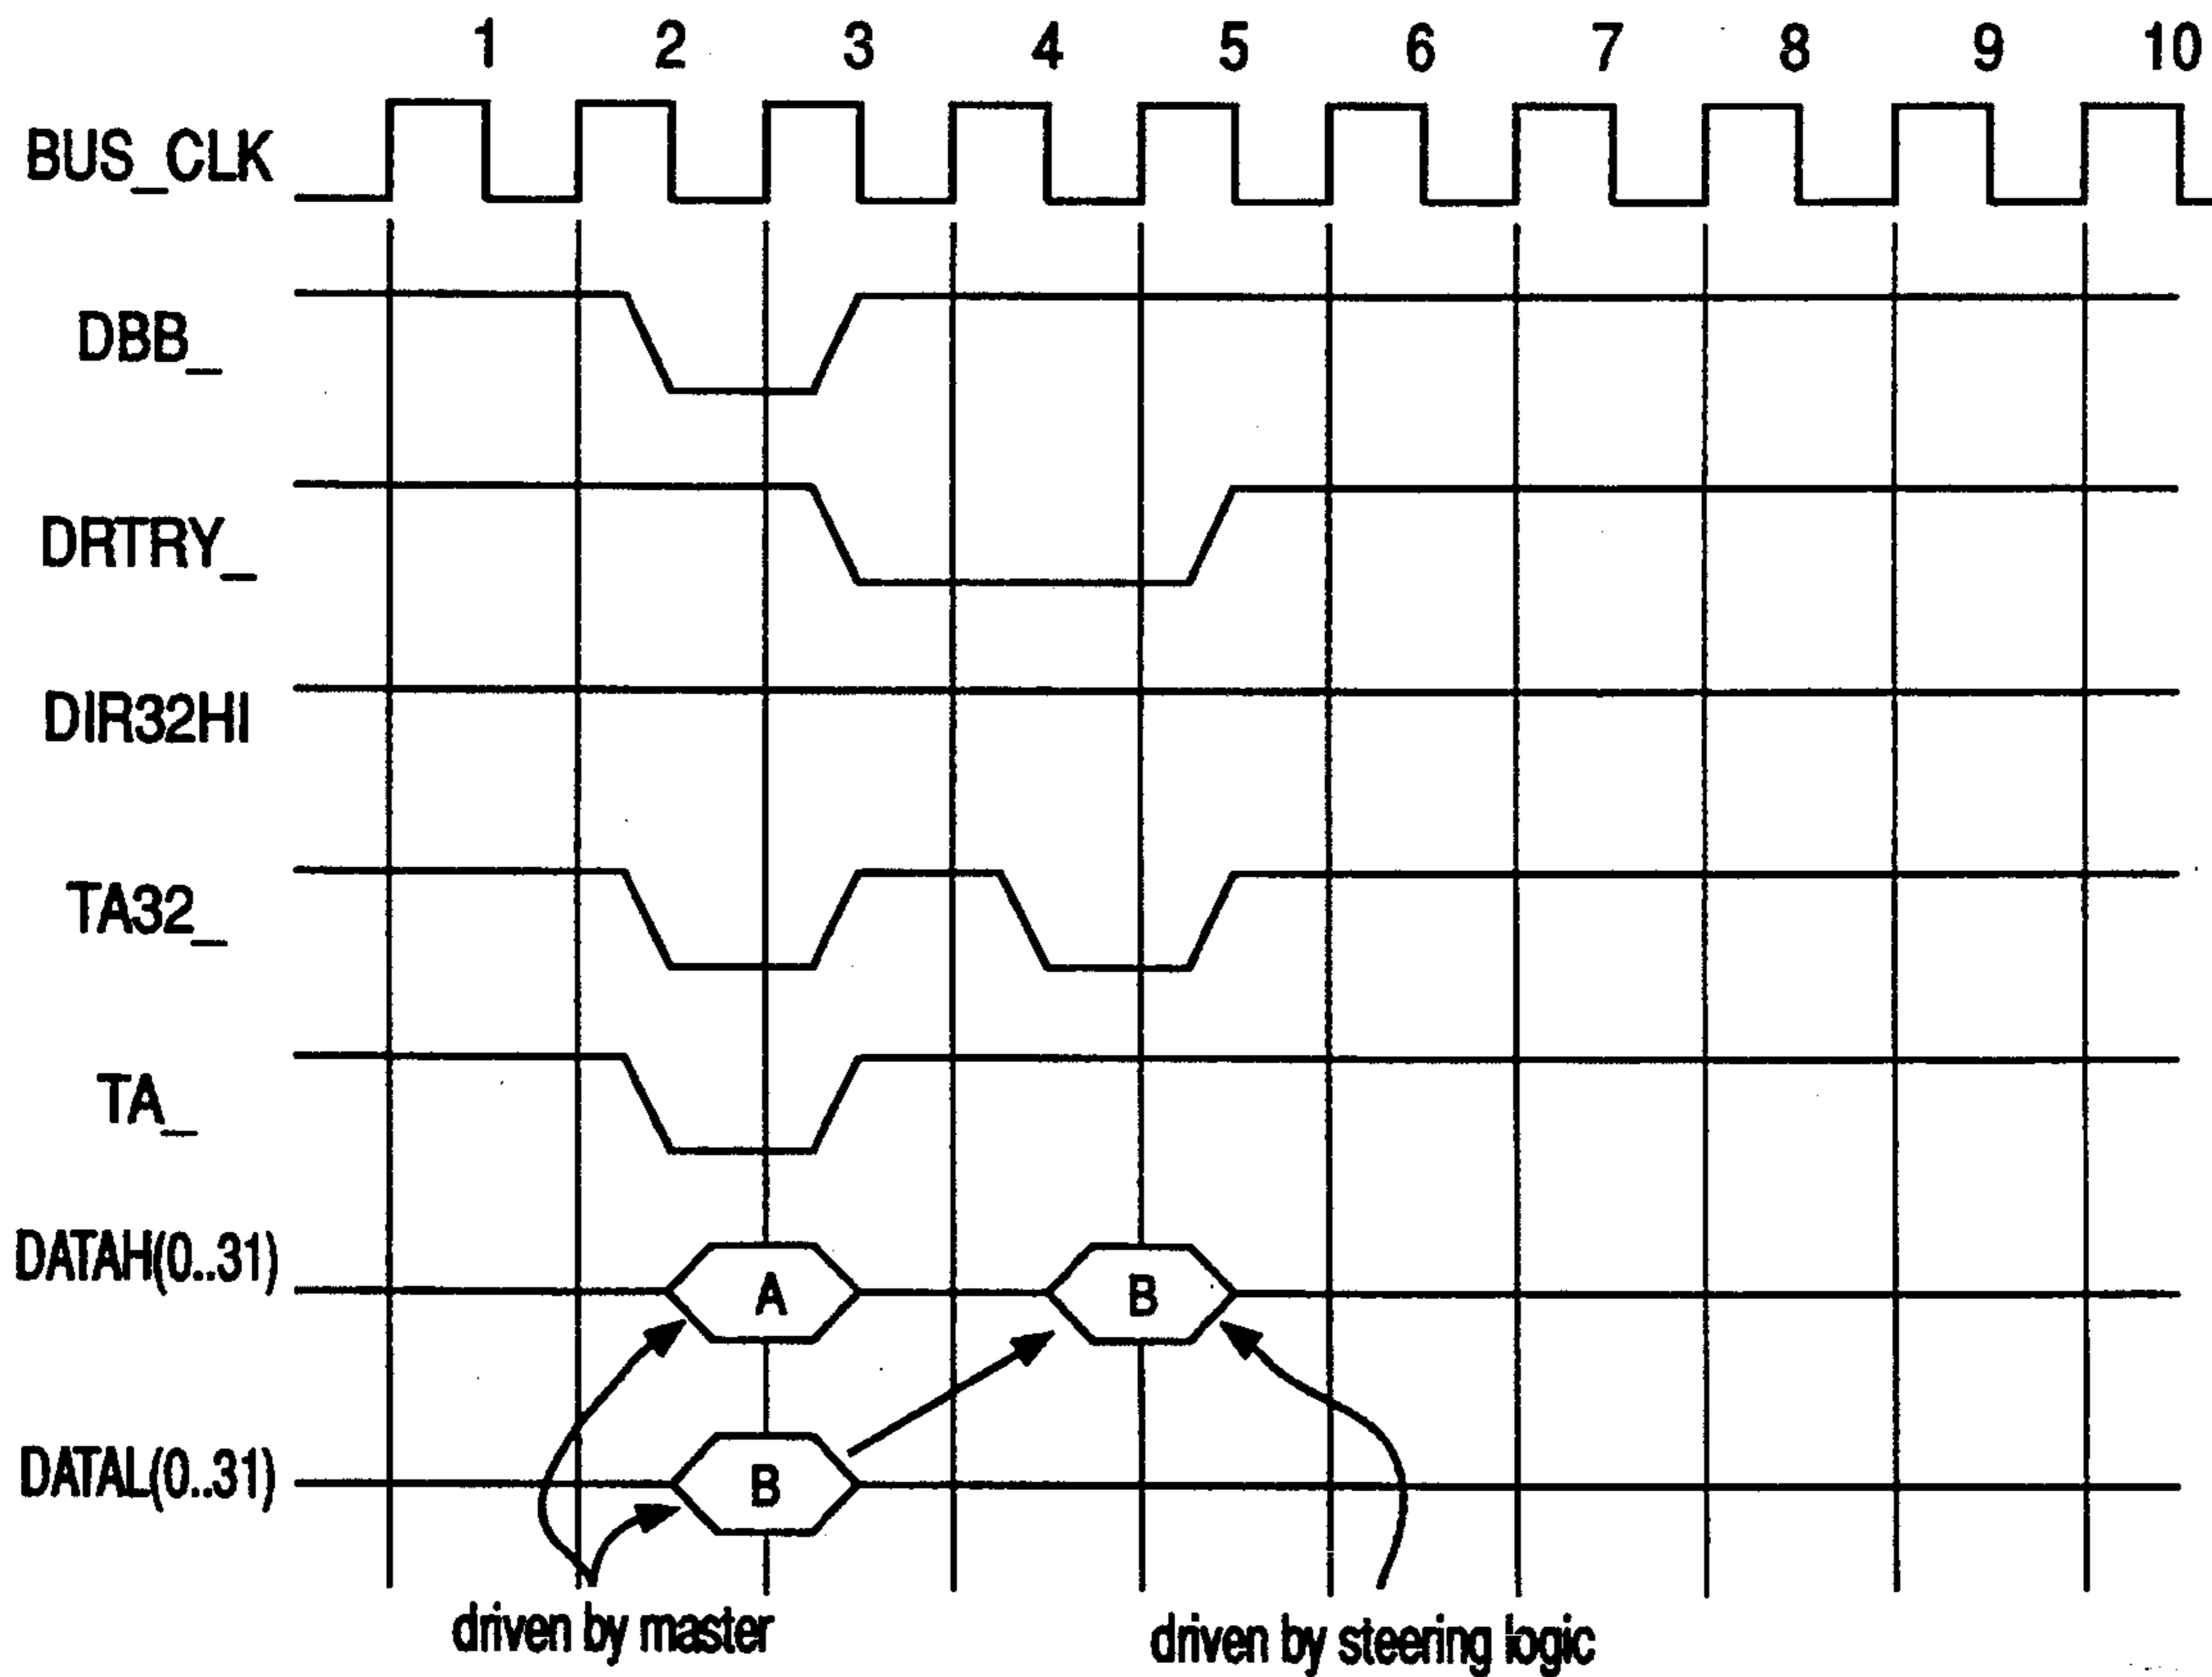 1 2 3 4 5 6 7 8 9 10
BUS_CLK
DBB_
DRTRY_
DIR32HI
TA32_
TA_
DATAH(0..31) A B
DATAL(0..31) B
driven by master driven by steering logic